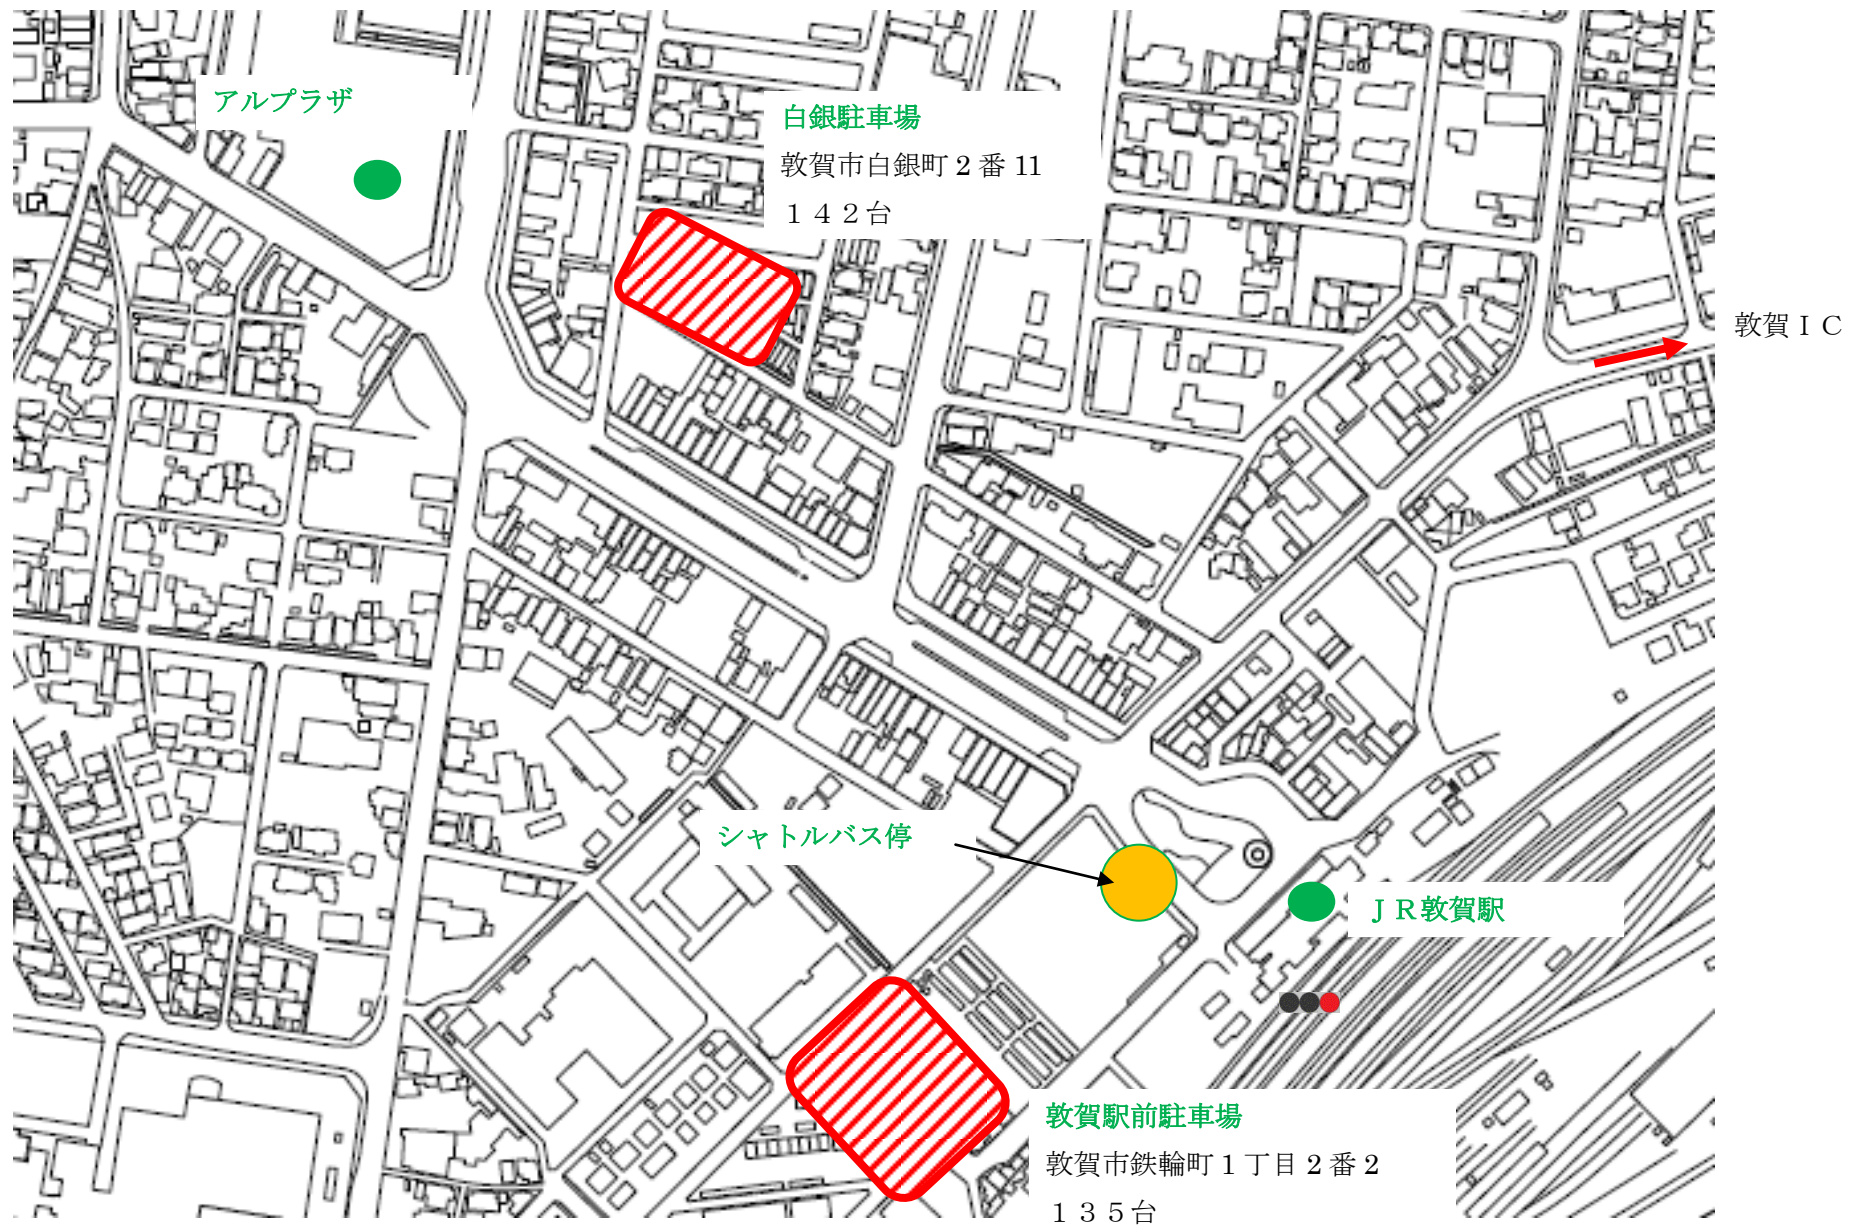 アルプラザ
白銀駐車場
敦賀市白銀町2番11
１４２台
敦賀ＩＣ
シャトルバス停
ＪＲ敦賀駅
敦賀駅前駐車場
敦賀市鉄輪町1丁目2番2
１３５台